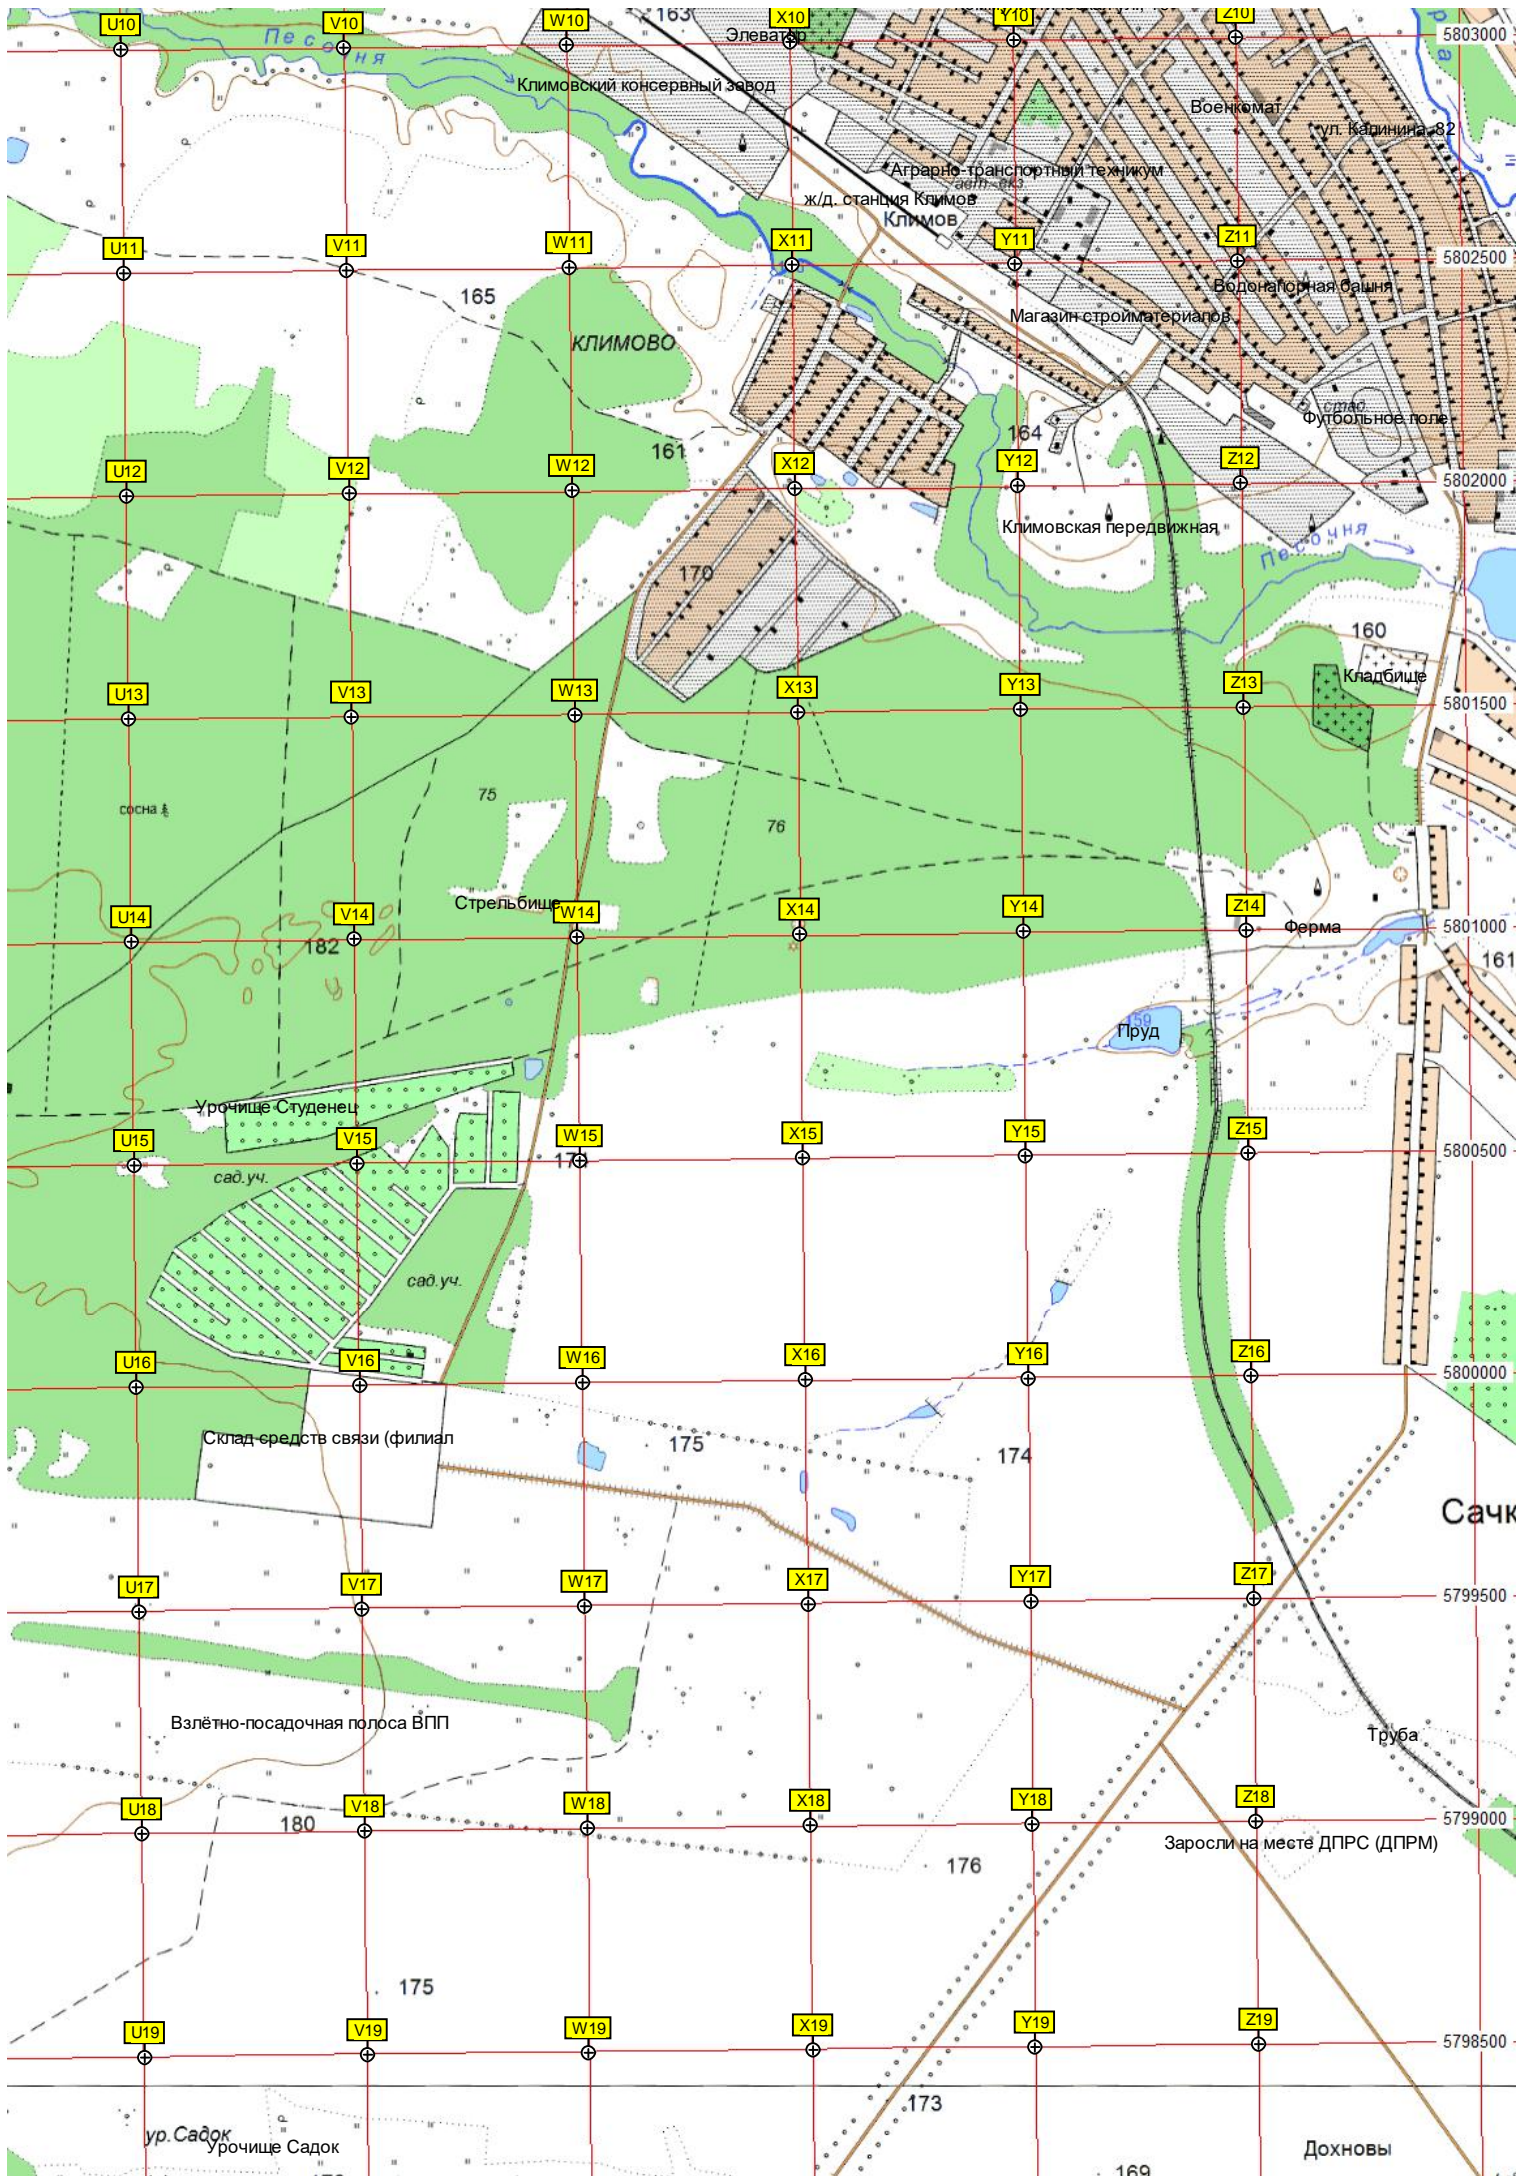 U10
V10
W10
163
X10
Y10
Z10
5803000
Песочня
Элеватор
Климовский консервный завод
Военкомат
ул. Калинина, 82
Аграрно-транспортный техникум
ж/д. станция Климов
Климов
U11
V11
W11
X11
Y11
Z11
5802500
165
Водонапорная башня
Магазин стройматериалов
КЛИМОВО
стад.
Футбольное поле
161
164
U12
V12
W12
X12
Y12
Z12
5802000
Климовская передвижная
Песочня
170
160
Кладбище
U13
V13
W13
X13
Y13
Z13
5801500
75
сосна
76
Стрельбище
U14
V14
W14
X14
Y14
Z14
5801000
182
Ферма
161
159
Пруд
Урочище Студенец
U15
V15
W15
X15
Y15
Z15
5800500
сад.уч.
сад.уч.
U16
V16
W16
X16
Y16
Z16
5800000
Склад средств связи (филиал
175
174
Сачк
U17
V17
W17
X17
Y17
Z17
5799500
Взлётно-посадочная полоса ВПП
Труба
U18
V18
W18
X18
Y18
Z18
5799000
180
Заросли на месте ДПРС (ДПРМ)
176
175
U19
V19
W19
X19
Y19
Z19
5798500
173
ур.Садок
Урочище Садок
Дохновы
169